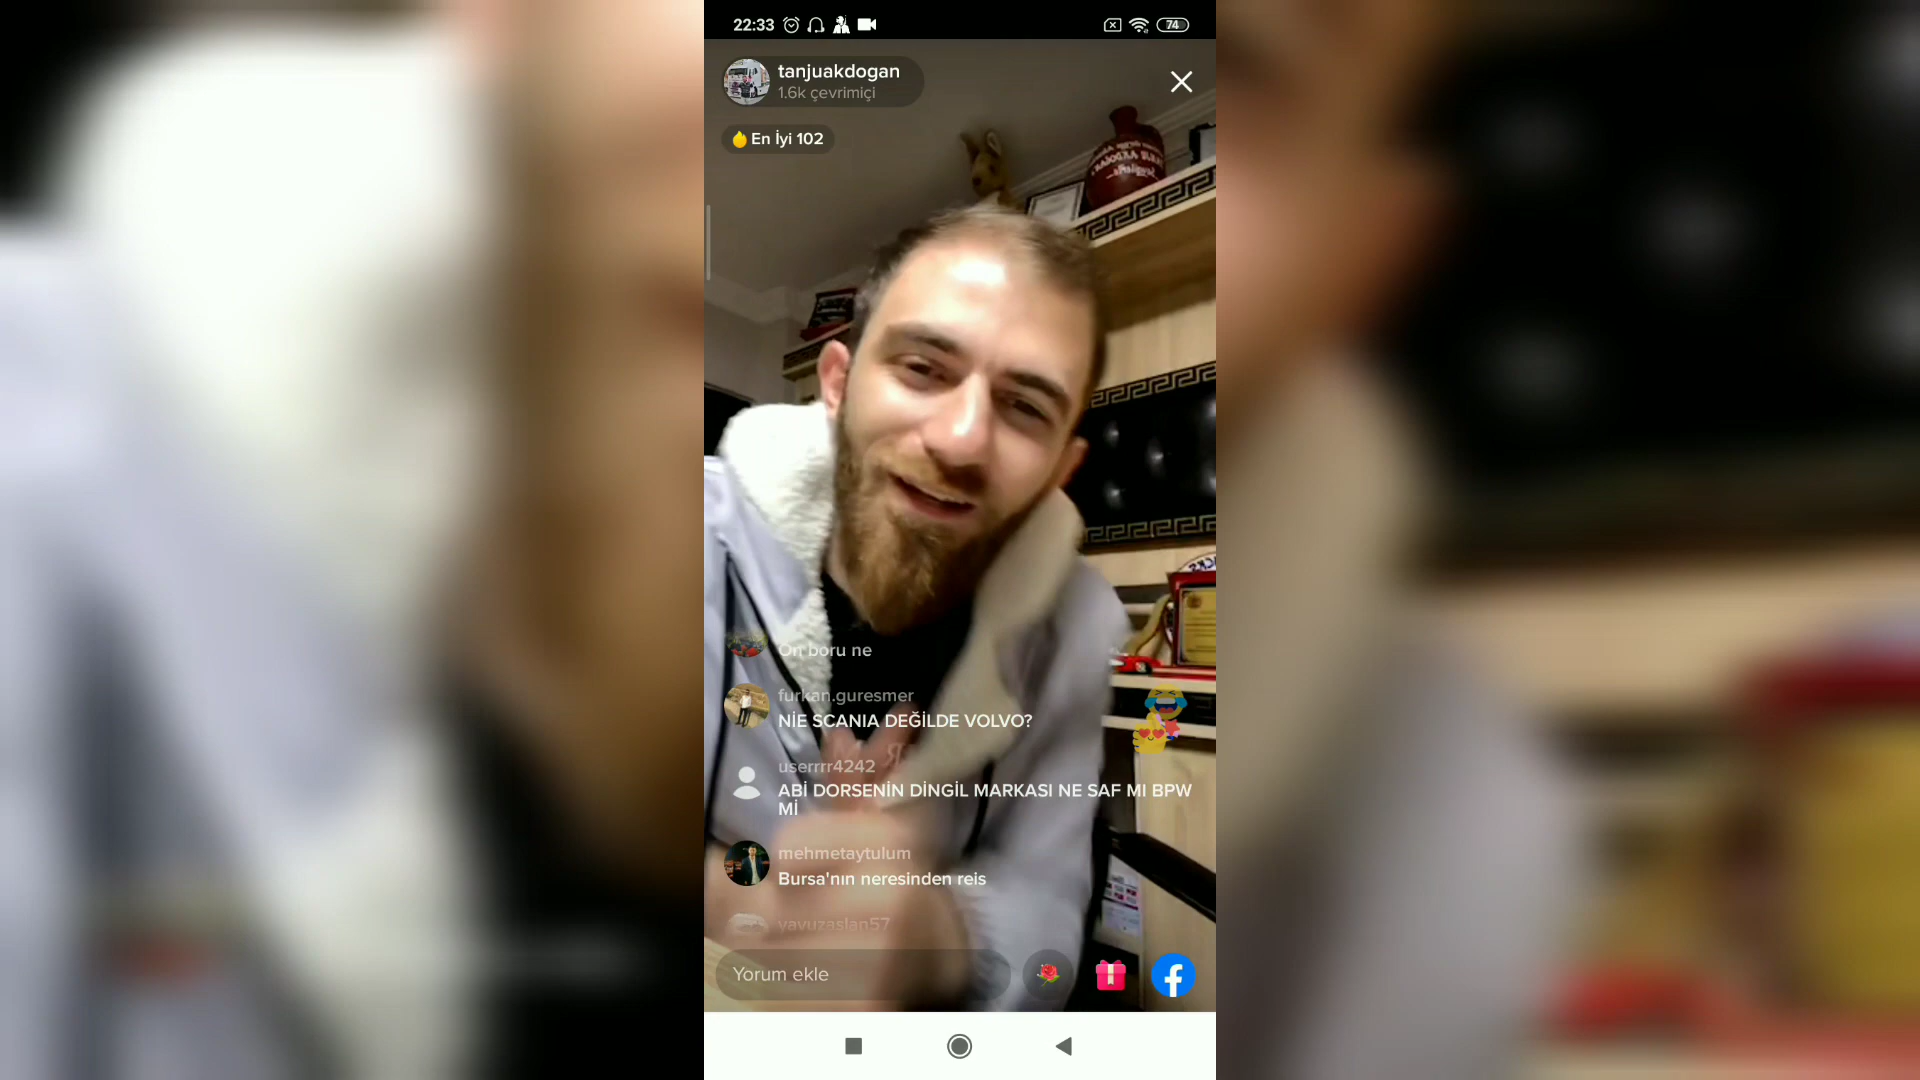 22:33
74
tanjuakdogan
1.6k çevrimiçi
En İyi 102
On boru ne
furkan.guresmer
NİE SCANIA DEĞİLDE VOLVO?
userrrr4242
ABİ DORSENİN DİNGİL MARKASI NE SAF MI BPW
Mİ
mehmetaytulum
Bursa'nın neresinden reis
yavuzaslan57
Yorum ekle